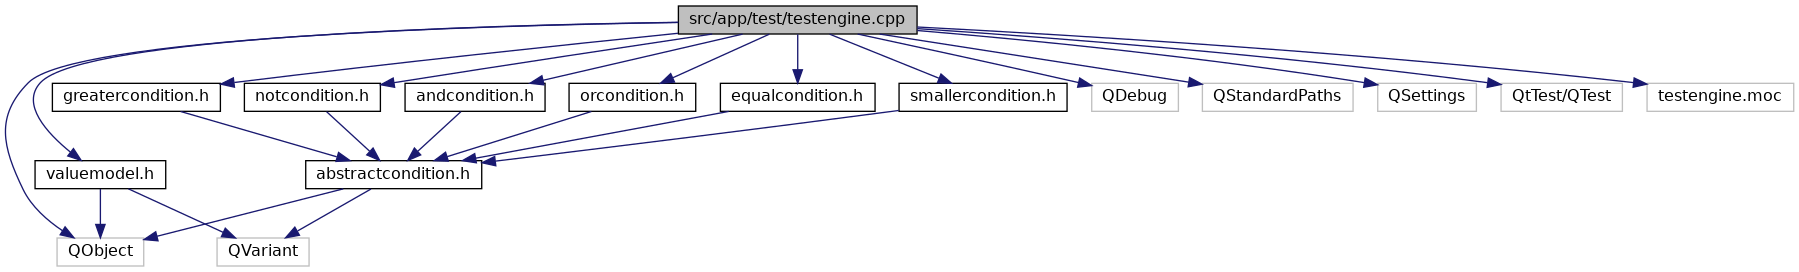 src/app/test/testengine.cpp
greatercondition.h
notcondition.h
andcondition.h
orcondition.h
equalcondition.h
smallercondition.h
QDebug
QStandardPaths
QSettings
QtTest/QTest
testengine.moc
valuemodel.h
abstractcondition.h
QObject
QVariant